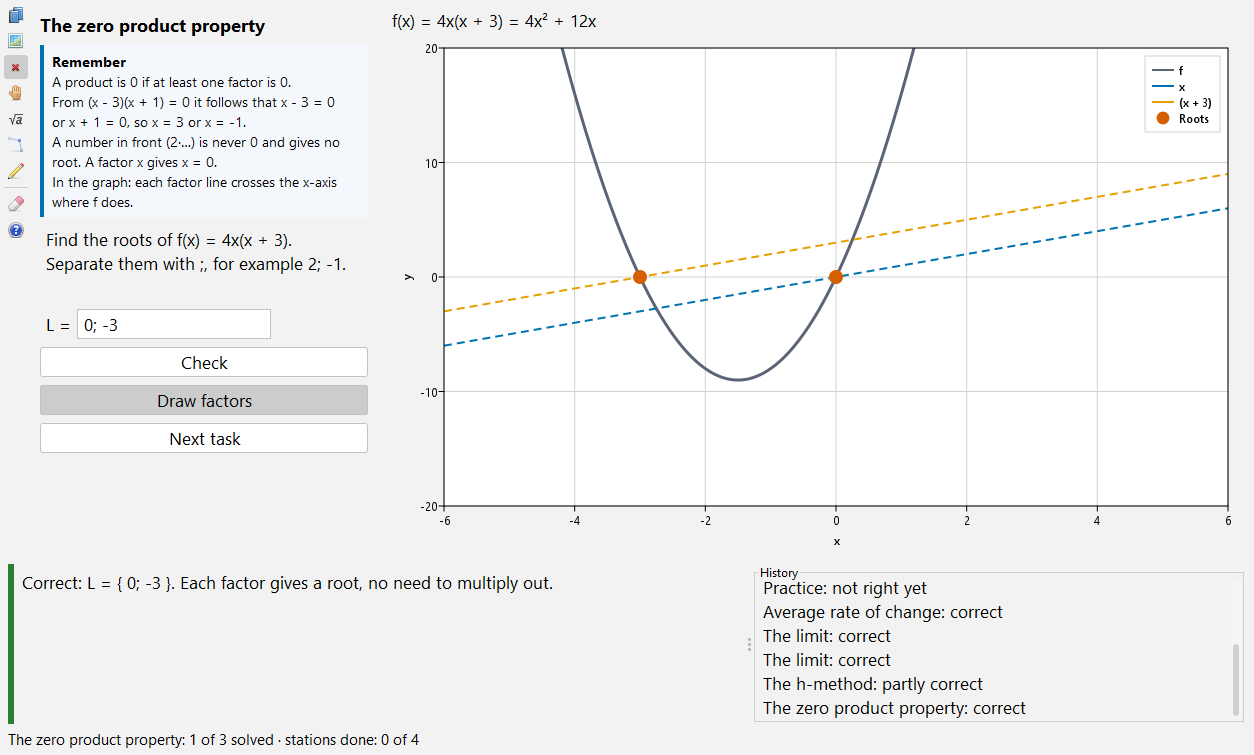 The zero product property
Remember
A product is 0 if at least one factor is 0.
From (x - 3)(x + 1) = 0 it follows that x - 3 = 0
or x + 1 = 0, so x = 3 or x = -1.
A number in front (2·...) is never 0 and gives no
root. A factor x gives x = 0.
In the graph: each factor line crosses the x-axis
where f does.
Find the roots of f(x) = 4x(x + 3).
Separate them with ;, for example 2; -1.
L = 0; -3
Check
Draw factors
Next task
√a
?
f(x) = 4x(x + 3) = 4x² + 12x
20
10
0
-10
-20
y
-6
-4
-2
0
2
4
6
x
f
x
(x + 3)
Roots
Correct: L = { 0; -3 }. Each factor gives a root, no need to multiply out.
History
Practice: not right yet
Average rate of change: correct
The limit: correct
The limit: correct
The h-method: partly correct
The zero product property: correct
The zero product property: 1 of 3 solved · stations done: 0 of 4